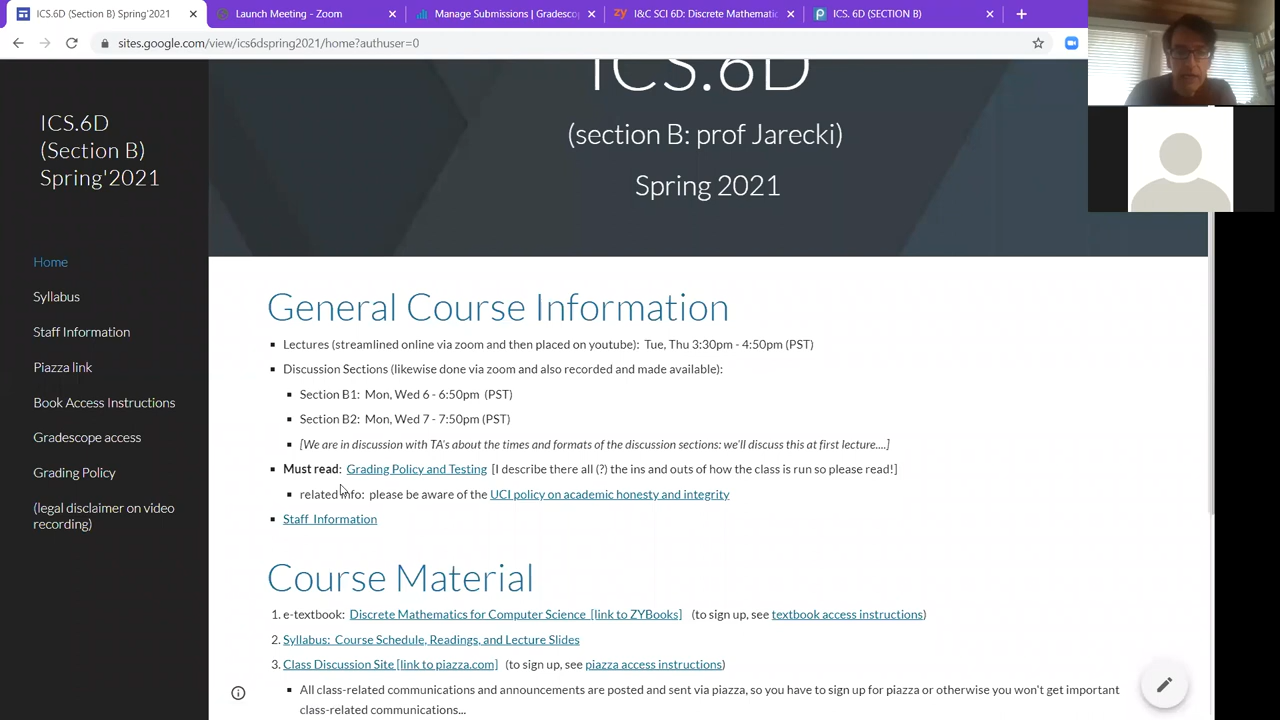 ICS.6D (Section B) Spring'2021
Launch Meeting - Zoom
Manage Submissions | Gradesco
zy I&C SCI 6D: Discrete Mathemati
ICS. 6D (SECTION B)
sites.google.com/view/ics6dspring2021/home?authuser=0
ICS.6D
(Section B)
Spring'2021
Home
Syllabus
Staff Information
Piazza link
Book Access Instructions
Gradescope access
Grading Policy
(legal disclaimer on video
recording)
ICS.6D
(section B: prof Jarecki)
Spring 2021
General Course Information
Lectures (streamlined online via zoom and then placed on youtube): Tue, Thu 3:30pm - 4:50pm (PST)
Discussion Sections (likewise done via zoom and also recorded and made available):
Section B1: Mon, Wed 6 - 6:50pm (PST)
Section B2: Mon, Wed 7 - 7:50pm (PST)
[We are in discussion with TA's about the times and formats of the discussion sections: we'll discuss this at first lecture....]
Must read: Grading Policy and Testing [I describe there all (?) the ins and outs of how the class is run so please read!]
related info: please be aware of the UCI policy on academic honesty and integrity
Staff Information
Course Material
1. e-textbook: Discrete Mathematics for Computer Science [link to ZYBooks] (to sign up, see textbook access instructions)
2. Syllabus: Course Schedule, Readings, and Lecture Slides
3. Class Discussion Site [link to piazza.com] (to sign up, see piazza access instructions)
All class-related communications and announcements are posted and sent via piazza, so you have to sign up for piazza or otherwise you won't get important
class-related communications...